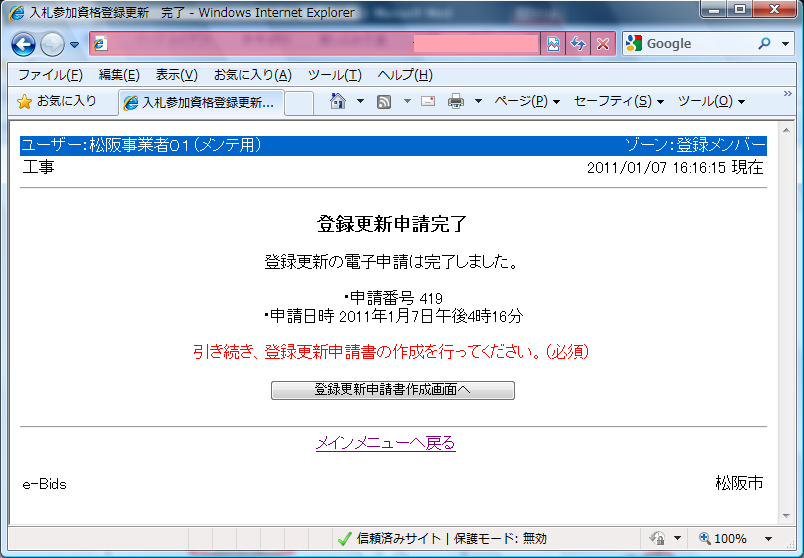 入札参加資格登録更新　完了 - Windows Internet Explorer
Google
ファイル(F) 編集(E) 表示(V) お気に入り(A) ツール(T) ヘルプ(H)
お気に入り 入札参加資格登録更新... ページ(P) セーフティ(S) ツール(O) »
ユーザー：松阪事業者０１（メンテ用） ゾーン：登録メンバー
工事 2011/01/07 16:16:15 現在
登録更新申請完了
登録更新の電子申請は完了しました。
・申請番号 419
・申請日時 2011年1月7日午後4時16分
引き続き、登録更新申請書の作成を行ってください。（必須）
登録更新申請書作成画面へ
メインメニューへ戻る
e-Bids 松阪市
信頼済みサイト | 保護モード: 無効 100%